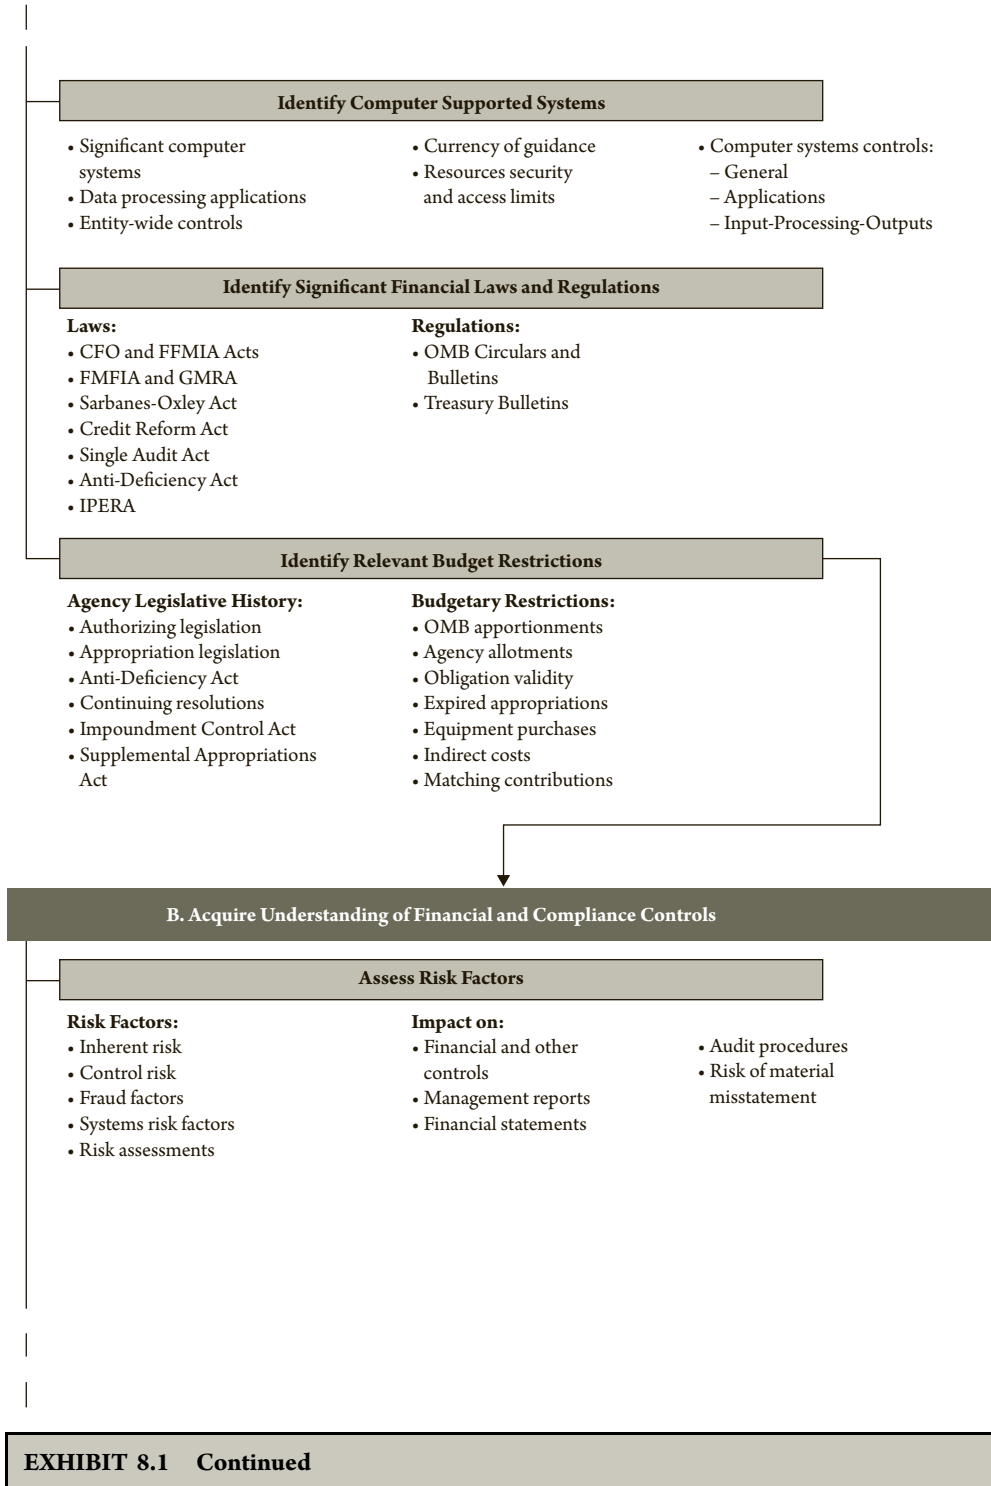 Identify Computer Supported Systems
• Significant computer
systems
• Data processing applications
• Entity-wide controls
• Currency of guidance
• Resources security
and access limits
• Computer systems controls:
– General
– Applications
– Input-Processing-Outputs
Identify Significant Financial Laws and Regulations
Laws:
• CFO and FFMIA Acts
• FMFIA and GMRA
• Sarbanes-Oxley Act
• Credit Reform Act
• Single Audit Act
• Anti-Deficiency Act
• IPERA
Regulations:
• OMB Circulars and
Bulletins
• Treasury Bulletins
Identify Relevant Budget Restrictions
Agency Legislative History:
• Authorizing legislation
• Appropriation legislation
• Anti-Deficiency Act
• Continuing resolutions
• Impoundment Control Act
• Supplemental Appropriations
Act
Budgetary Restrictions:
• OMB apportionments
• Agency allotments
• Obligation validity
• Expired appropriations
• Equipment purchases
• Indirect costs
• Matching contributions
B. Acquire Understanding of Financial and Compliance Controls
Assess Risk Factors
Risk Factors:
• Inherent risk
• Control risk
• Fraud factors
• Systems risk factors
• Risk assessments
Impact on:
• Financial and other
controls
• Management reports
• Financial statements
• Audit procedures
• Risk of material
misstatement
EXHIBIT 8.1 Continued